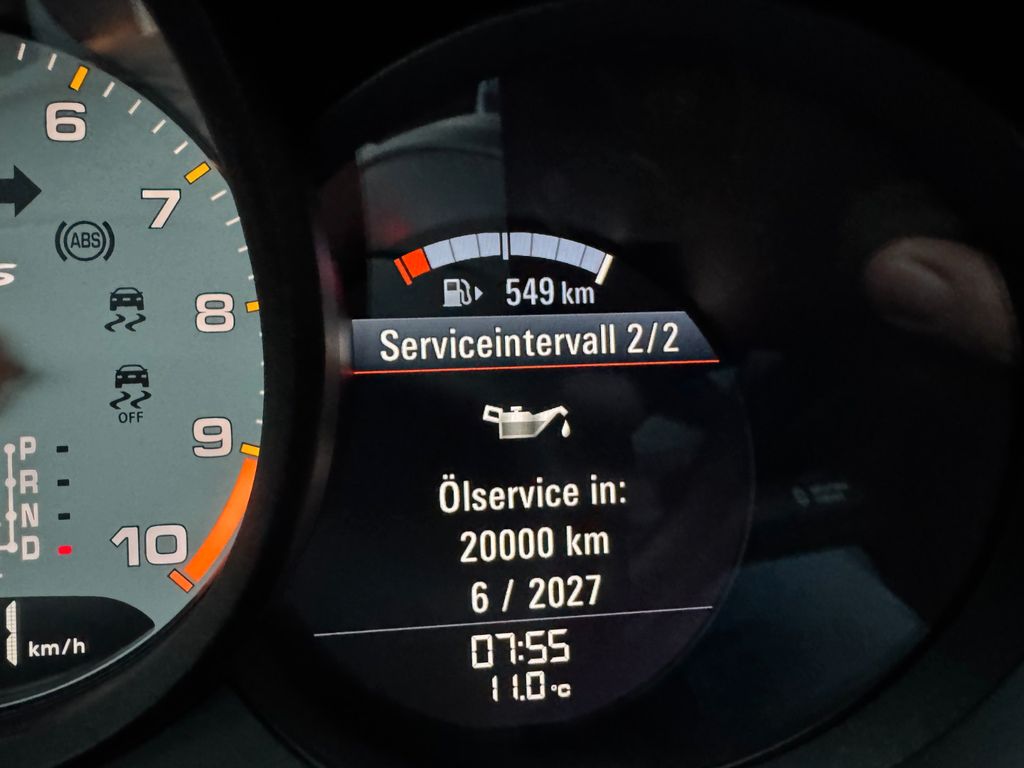 6
7
ABS
8
OFF
9
P
R
N
D
10
km/h
549 km
Serviceintervall 2/2
Ölservice in:
20000 km
6 / 2027
07:55
11.0 °C